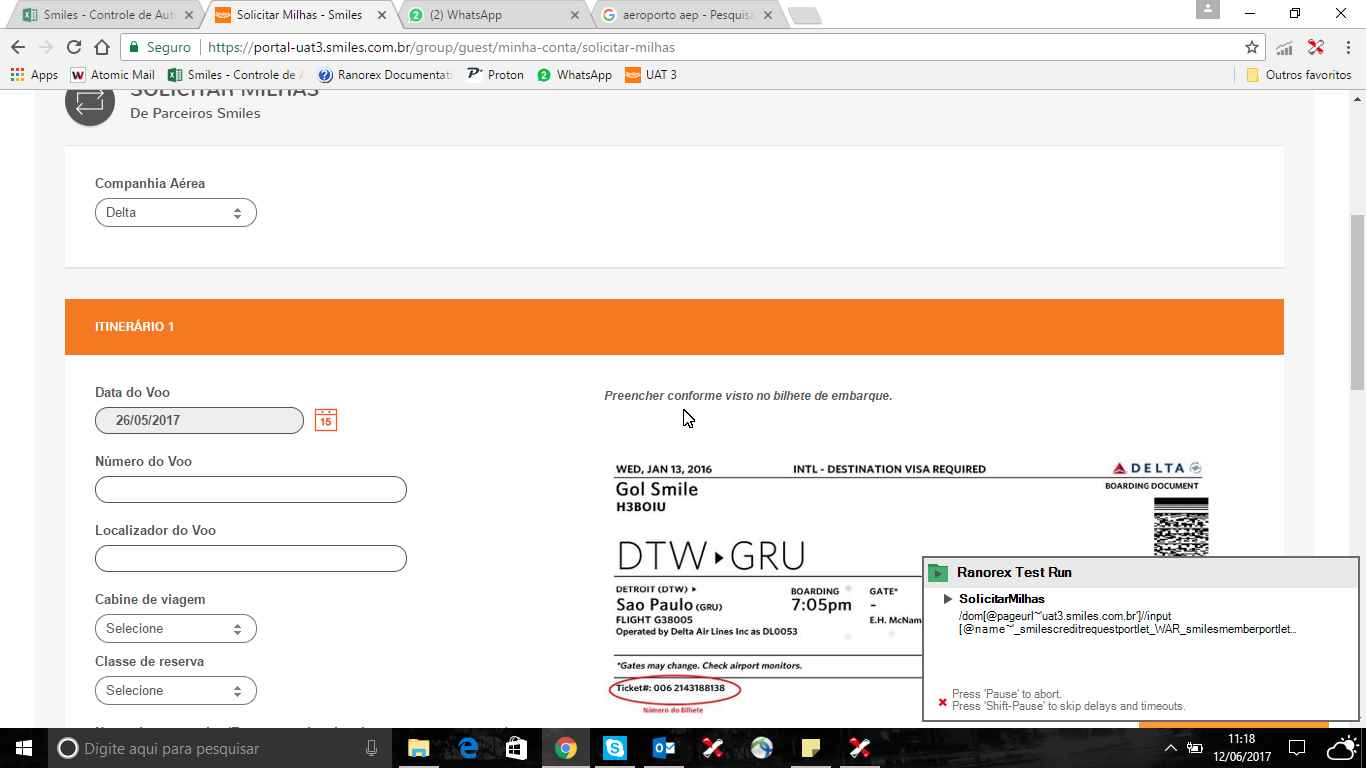 Smiles - Controle de Aut
Solicitar Milhas - Smiles
(2) WhatsApp
aeroporto aep - Pesquisa
Seguro
https://portal-uat3.smiles.com.br/group/guest/minha-conta/solicitar-milhas
Apps
Atomic Mail
Smiles - Controle de A
Ranorex Documentati
Proton
WhatsApp
UAT 3
Outros favoritos
SOLICITAR MILHAS
De Parceiros Smiles
Companhia Aérea
Delta
ITINERÁRIO 1
Data do Voo
26/05/2017
15
Número do Voo
Localizador do Voo
Cabine de viagem
Selecione
Classe de reserva
Selecione
Preencher conforme visto no bilhete de embarque.
WED, JAN 13, 2016
INTL - DESTINATION VISA REQUIRED
DELTA
BOARDING DOCUMENT
Gol Smile
H3BOIU
DTW▸GRU
DETROIT (DTW) ▸
BOARDING
GATE*
Sao Paulo (GRU)
7:05pm
-
FLIGHT G38005
E.H. McNam
Operated by Delta Air Lines Inc as DL0053
*Gates may change. Check airport monitors.
Ticket#: 006 2143188138
Número do Bilhete
Ranorex Test Run
SolicitarMilhas
/dom[@pageurl~'uat3.smiles.com.br']//input
[@name~'_smilescreditrequestportlet_WAR_smilesmemberportlet...
Press 'Pause' to abort.
Press 'Shift-Pause' to skip delays and timeouts.
Digite aqui para pesquisar
11:18
12/06/2017